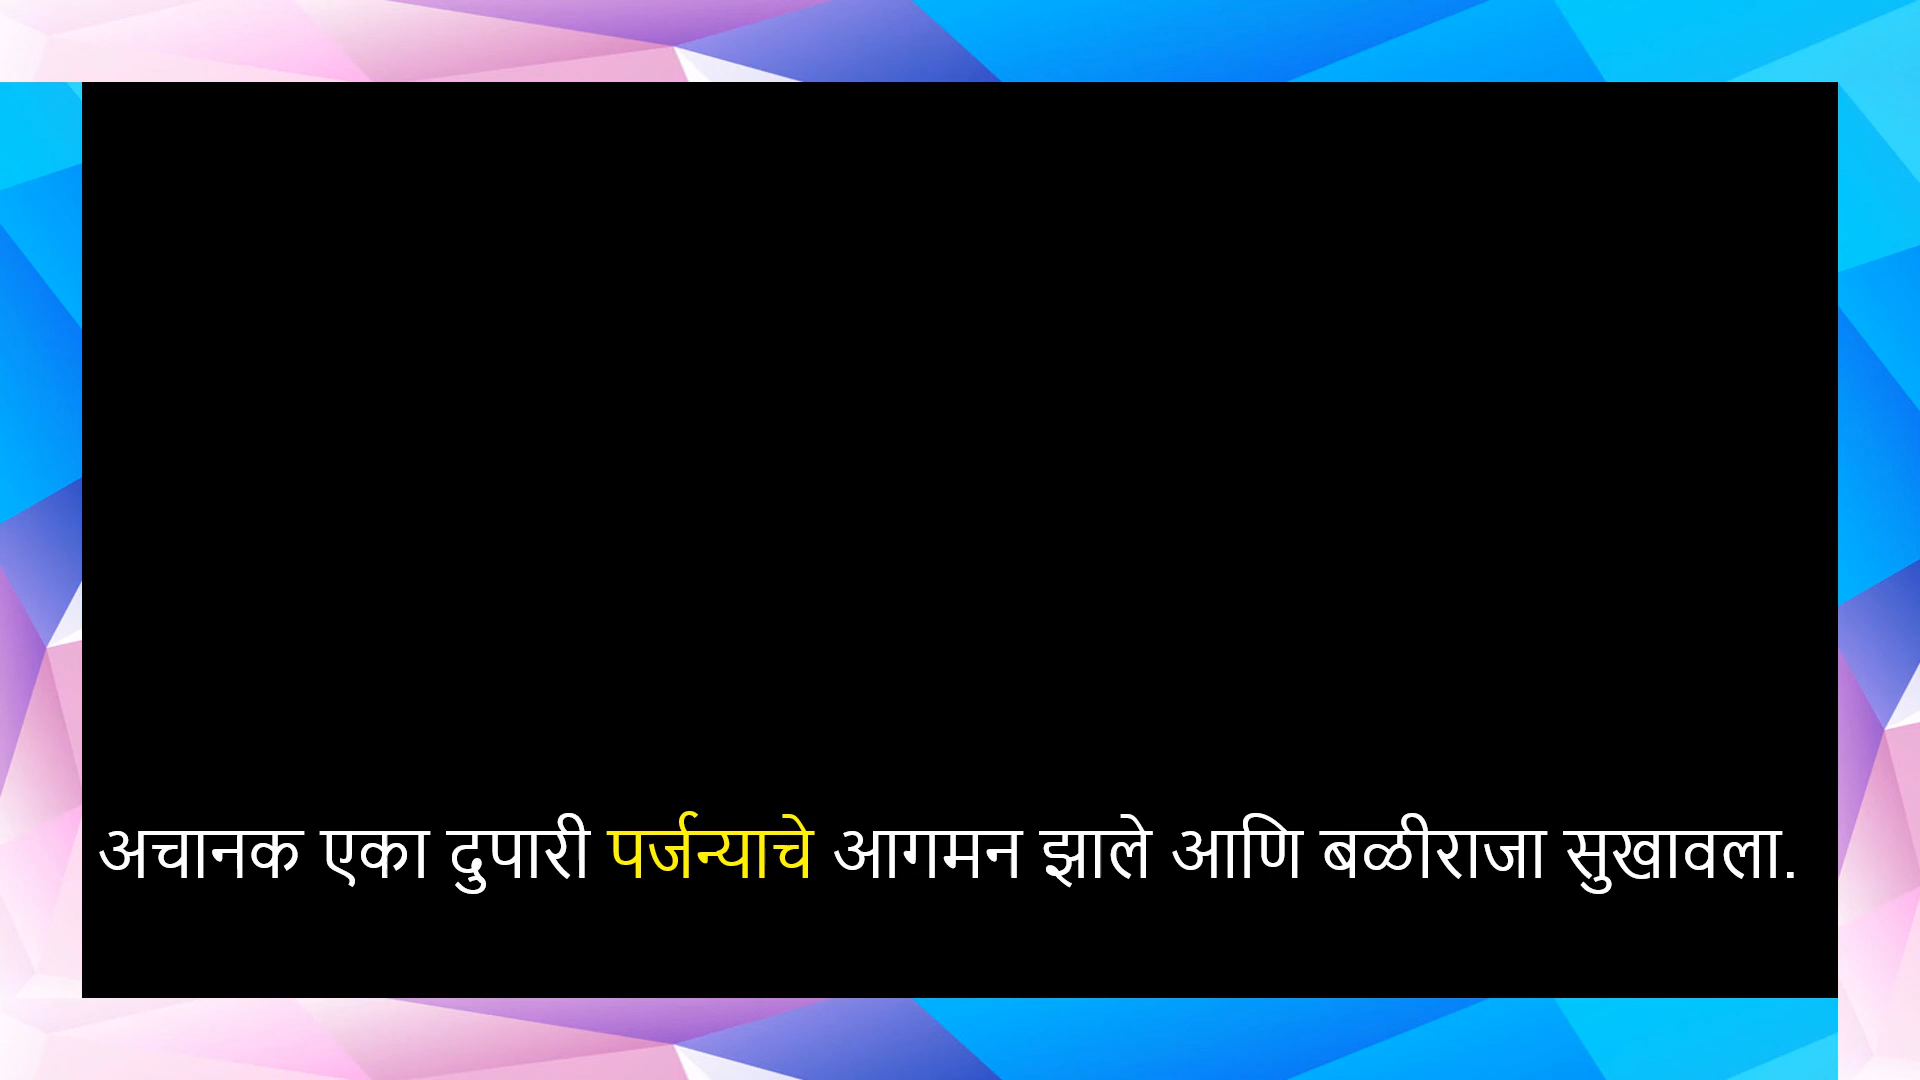 अचानक एका दुपारी पर्जन्याचे आगमन झाले आणि बळीराजा सुखावला.